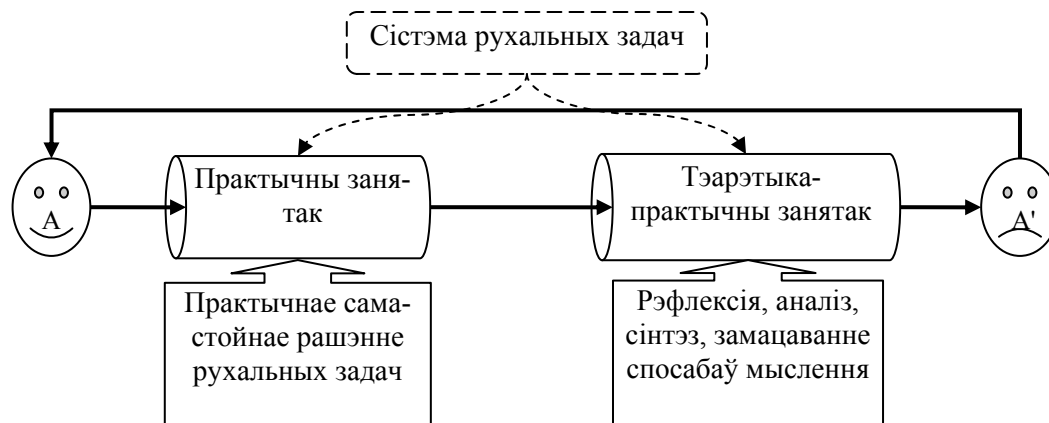 Сістэма рухальных задач
А
Практычны заня-
так
Тэарэтыка-
практычны занятак
А'
Практычнае сама-
стойнае рашэнне
рухальных задач
Рэфлексія, аналіз,
сінтэз, замацаванне
спосабаў мыслення